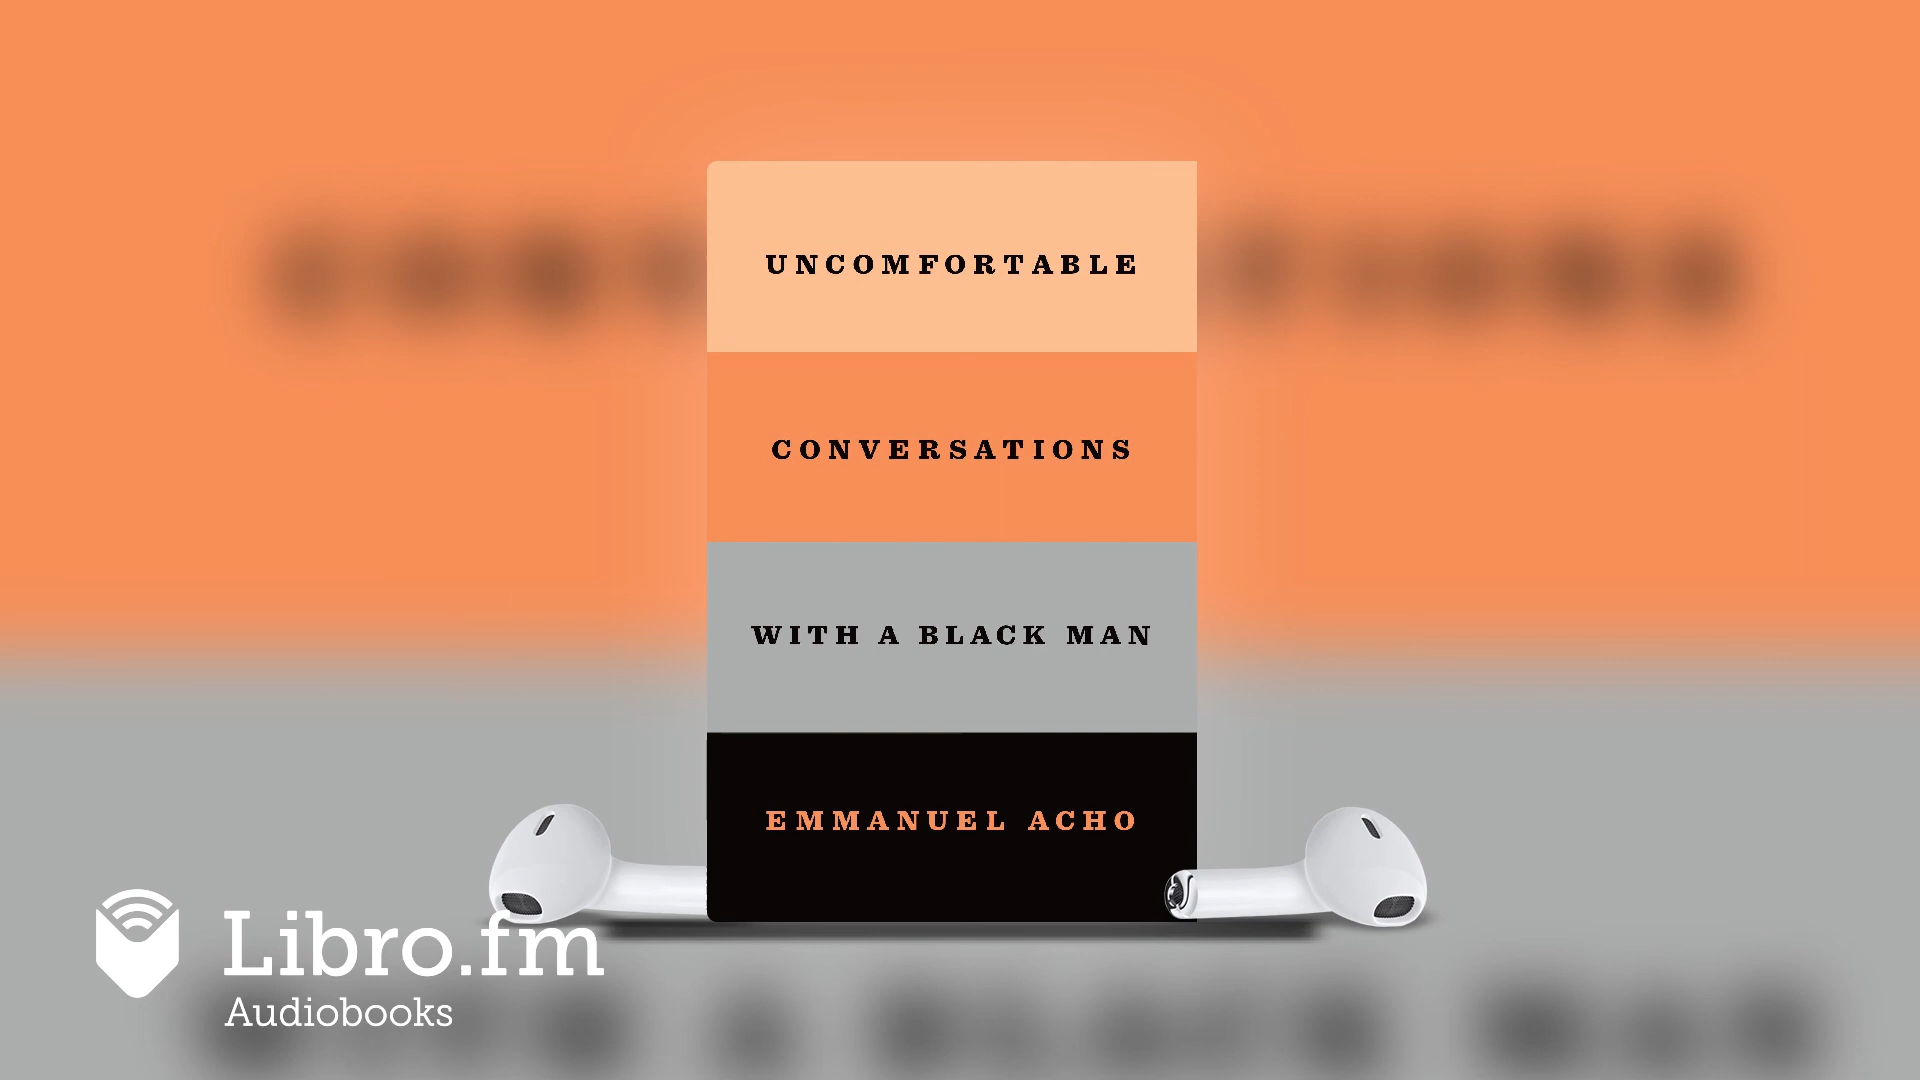 UNCOMFORTABLE
CONVERSATIONS
WITH A BLACK MAN
EMMANUEL ACHO
Libro.fm
Audiobooks